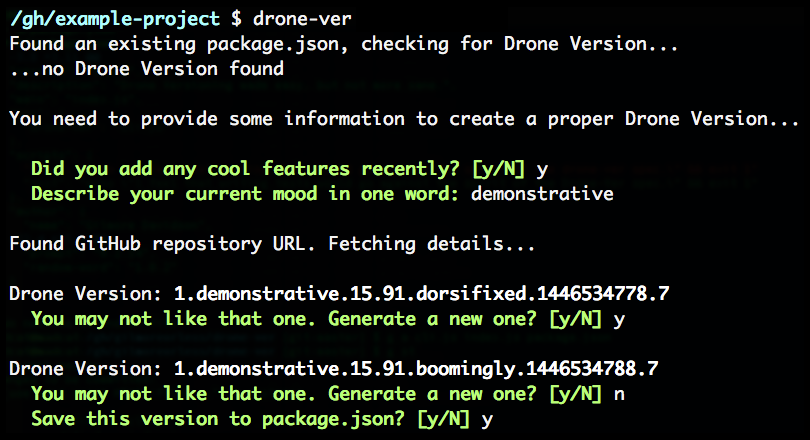 /gh/example-project $ drone-ver
Found an existing package.json, checking for Drone Version...
...no Drone Version found
You need to provide some information to create a proper Drone Version...
Did you add any cool features recently? [y/N] y
Describe your current mood in one word: demonstrative
Found GitHub repository URL. Fetching details...
Drone Version: 1.demonstrative.15.91.dorsifixed.1446534778.7
You may not like that one. Generate a new one? [y/N] y
Drone Version: 1.demonstrative.15.91.boomingly.1446534788.7
You may not like that one. Generate a new one? [y/N] n
Save this version to package.json? [y/N] y